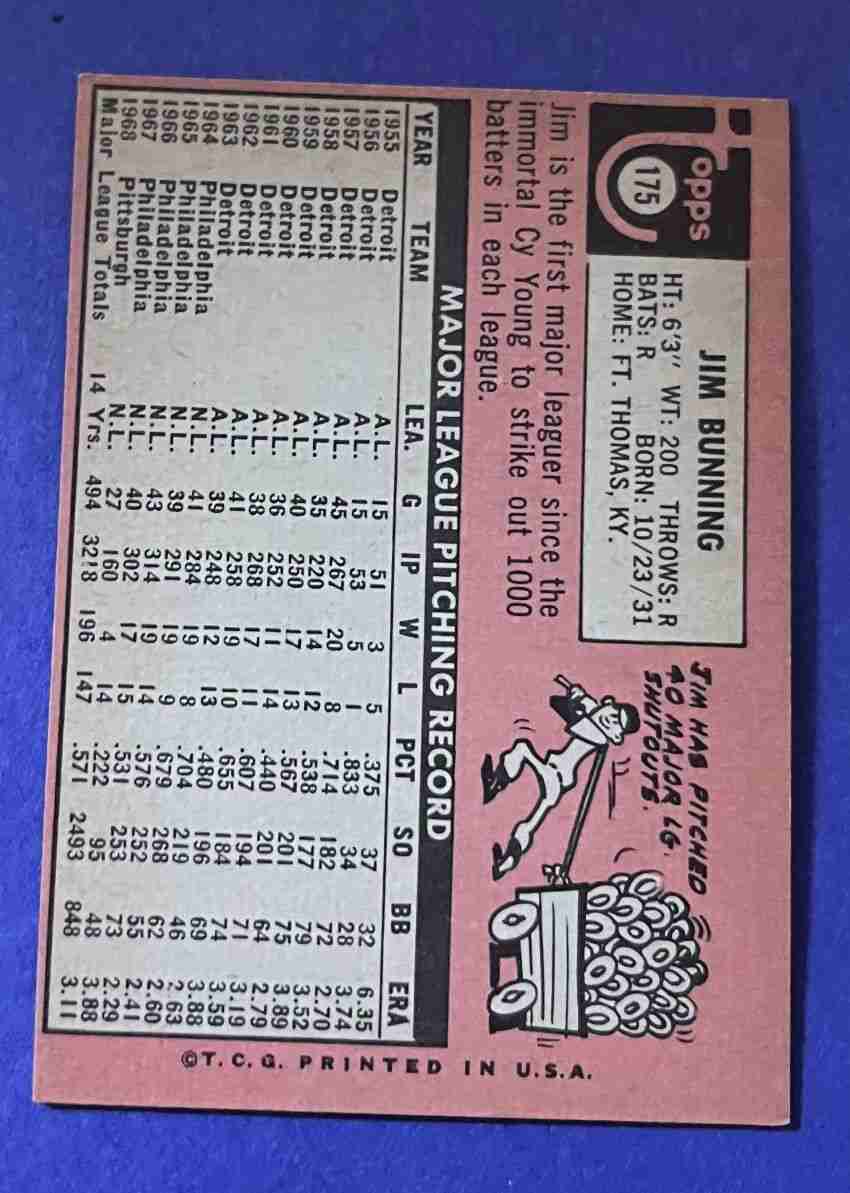 Topps
175
JIM BUNNING
HT: 6'3" WT: 200 THROWS: R
BATS: R BORN: 10/23/31
HOME: FT. THOMAS, KY.
JIM HAS PITCHED
40 MAJOR LG.
SHUTOUTS.
Jim is the first major leaguer since the
immortal Cy Young to strike out 1000
batters in each league.
MAJOR LEAGUE PITCHING RECORD
YEAR TEAM LEA. G IP W L PCT SO BB ERA
1955 Detroit A.L. 15 51 3 5 .375 37 32 6.35
1956 Detroit A.L. 15 53 5 1 .833 34 28 3.74
1957 Detroit A.L. 45 267 20 8 .714 182 72 2.70
1958 Detroit A.L. 35 220 14 12 .538 177 79 3.52
1959 Detroit A.L. 40 250 17 13 .567 201 75 3.89
1960 Detroit A.L. 36 252 11 14 .440 201 64 2.79
1961 Detroit A.L. 38 268 17 11 .607 194 71 3.19
1962 Detroit A.L. 41 258 19 10 .655 184 74 3.59
1963 Detroit A.L. 39 248 12 13 .480 196 69 3.88
1964 Philadelphia N.L. 41 284 19 8 .704 219 46 2.63
1965 Philadelphia N.L. 39 291 19 9 .679 268 62 2.60
1966 Philadelphia N.L. 43 314 19 14 .576 252 55 2.41
1967 Philadelphia N.L. 40 302 17 15 .531 253 73 2.29
1968 Pittsburgh N.L. 27 160 4 14 .222 95 48 3.88
Major League Totals 14 Yrs. 494 3218 196 147 .571 2493 848 3.11
©T.C.G. PRINTED IN U.S.A.